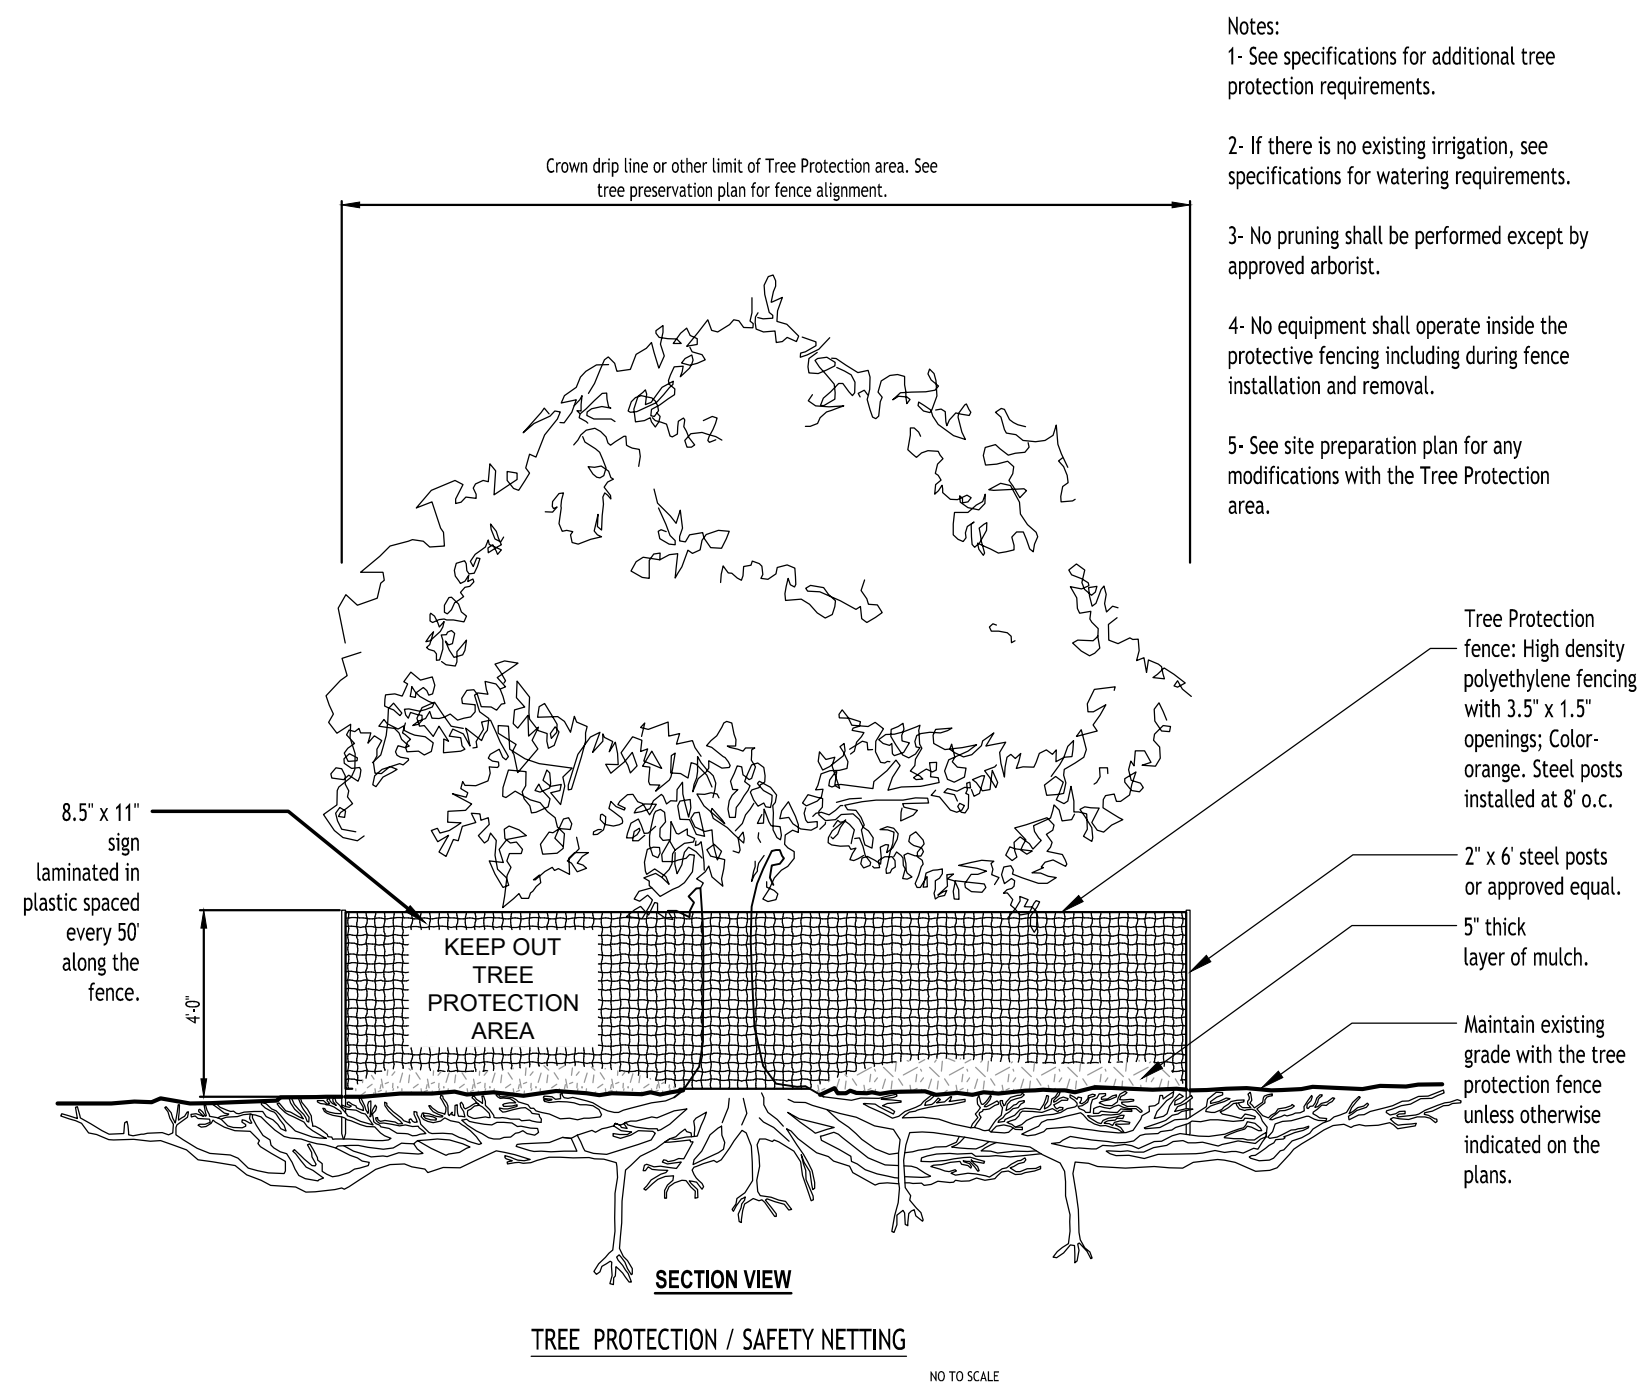 Notes:
1- See specifications for additional tree
protection requirements.
2- If there is no existing irrigation, see
specifications for watering requirements.
3- No pruning shall be performed except by
approved arborist.
4- No equipment shall operate inside the
protective fencing including during fence
installation and removal.
5- See site preparation plan for any
modifications with the Tree Protection
area.
Crown drip line or other limit of Tree Protection area. See
tree preservation plan for fence alignment.
Tree Protection
fence: High density
polyethylene fencing
with 3.5" x 1.5"
openings; Color-
orange. Steel posts
installed at 8' o.c.
2" x 6' steel posts
or approved equal.
5" thick
layer of mulch.
Maintain existing
grade with the tree
protection fence
unless otherwise
indicated on the
plans.
8.5" x 11"
sign
laminated in
plastic spaced
every 50'
along the
fence.
4'-0"
KEEP OUT
TREE
PROTECTION
AREA
SECTION VIEW
TREE PROTECTION / SAFETY NETTING
NO TO SCALE